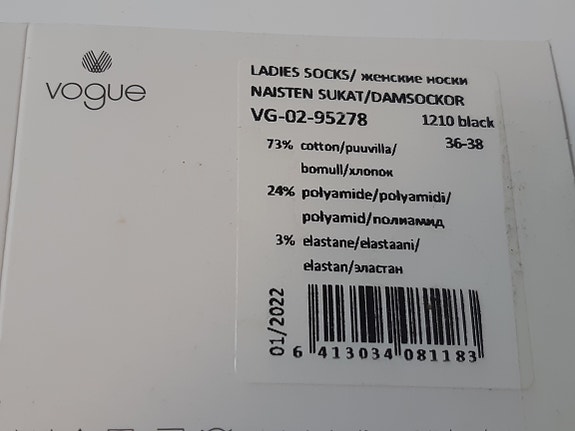 vogue
LADIES SOCKS/ женские носки
NAISTEN SUKAT/DAMSOCKOR
VG-02-95278 1210 black
36-38
73% cotton/puuvilla/
bomull/хлопок
24% polyamide/polyamidi/
polyamid/полиамид
3% elastane/elastaani/
elastan/эластан
01/2022
6 413034 081183